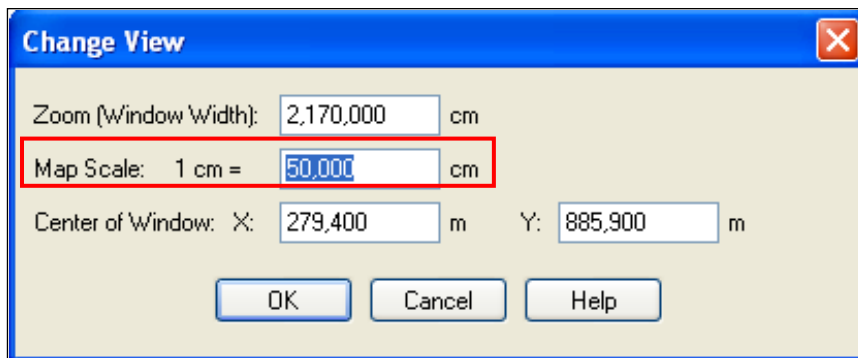 Change View
Zoom (Window Width): 2,170,000 cm
Map Scale: 1 cm = 50,000 cm
Center of Window: X: 279,400 m Y: 885,900 m
OK Cancel Help